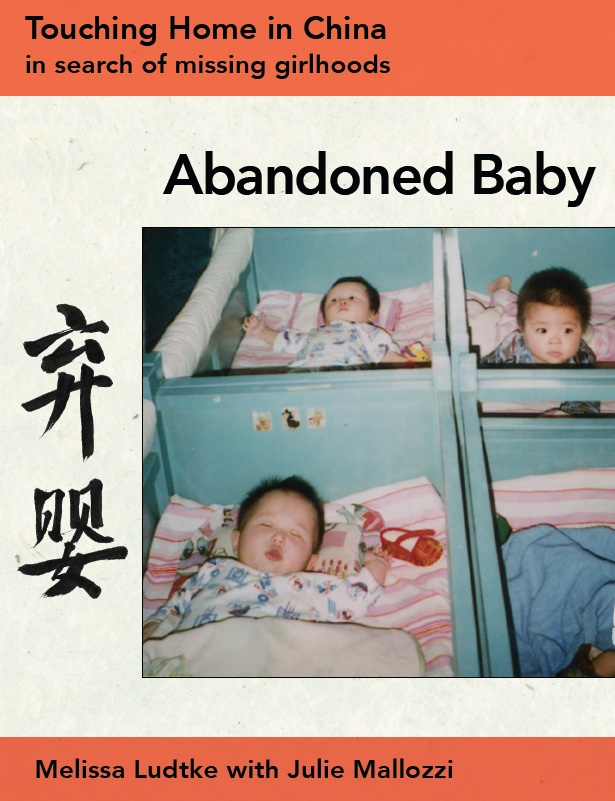 Touching Home in China
in search of missing girlhoods
Abandoned Baby
弃
婴
Melissa Ludtke with Julie Mallozzi